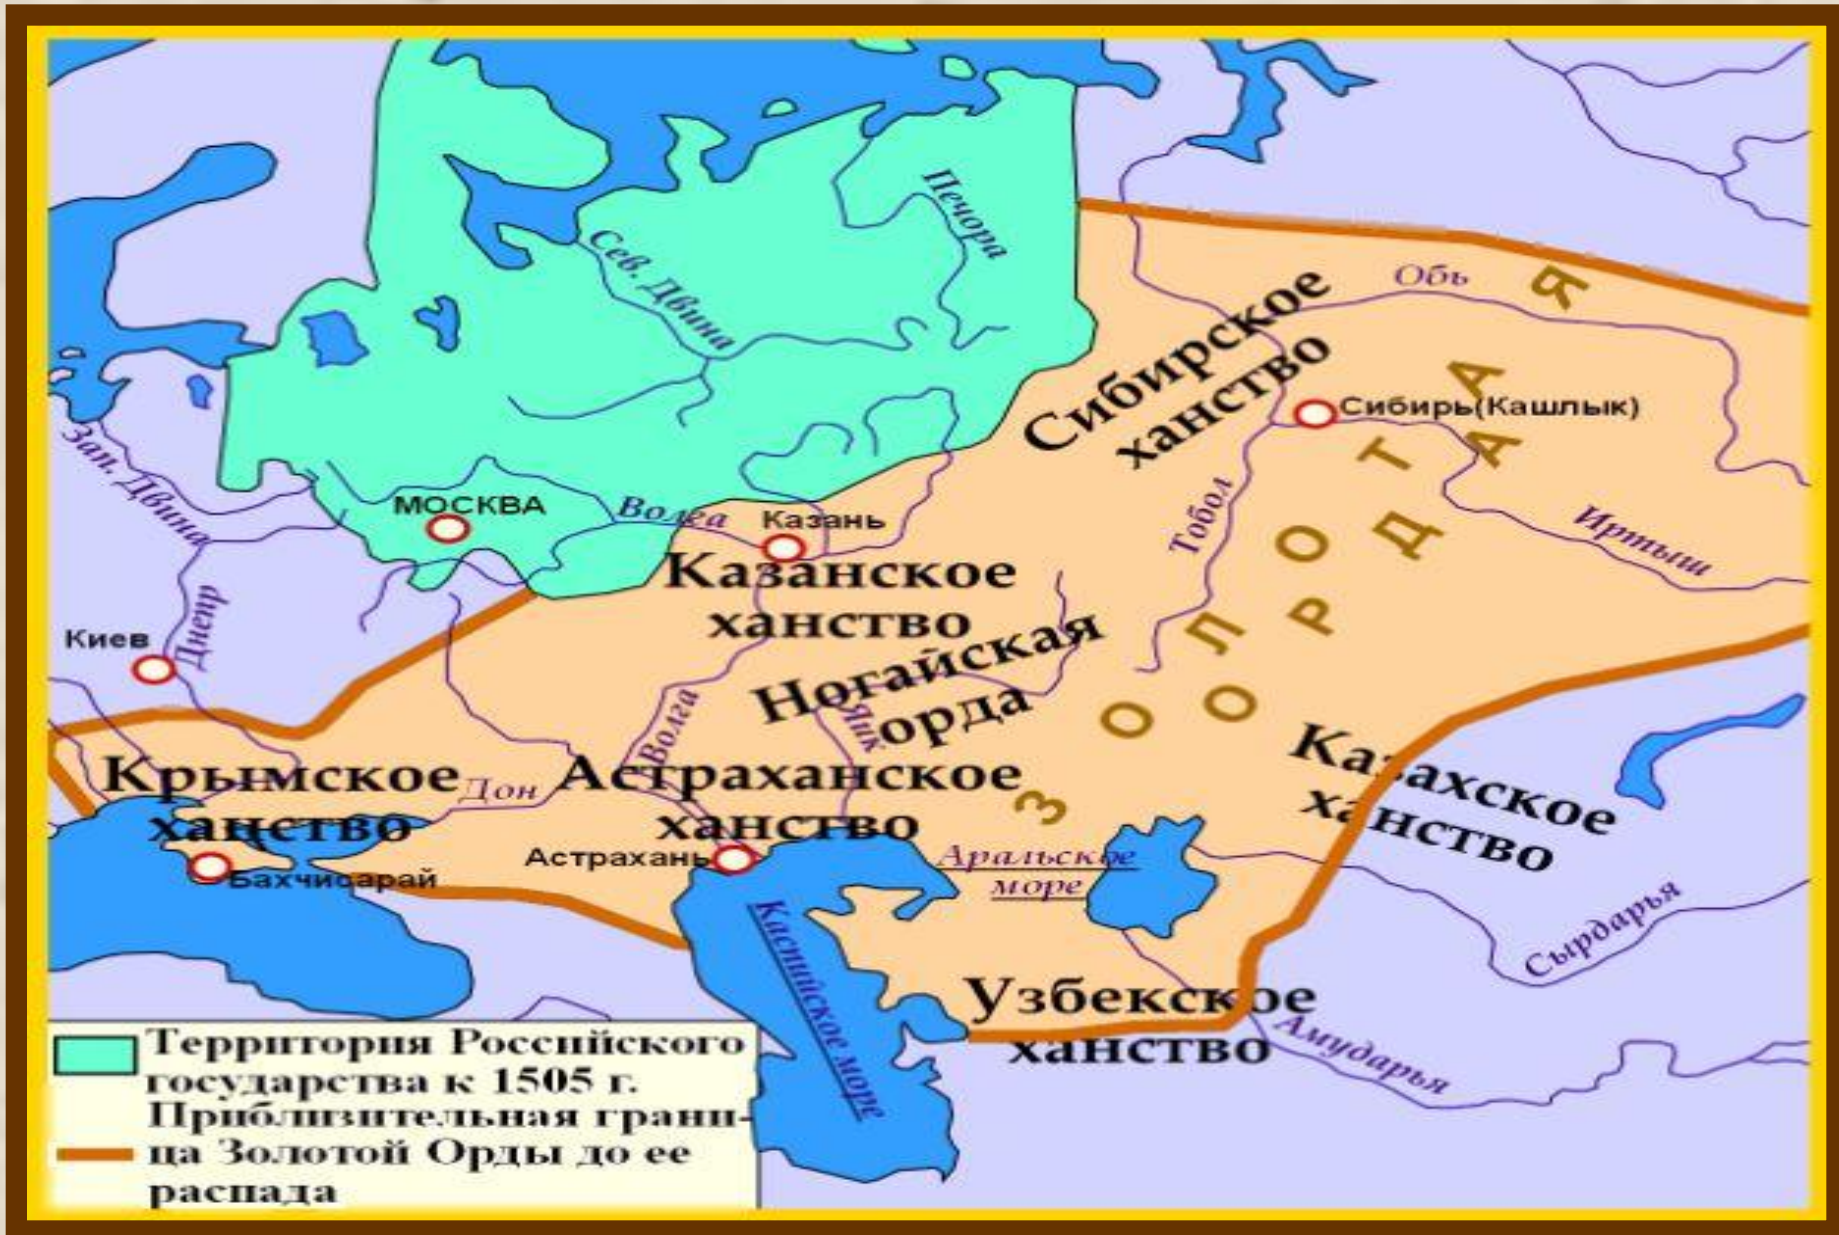 Печора
Сев. Двина
Обь
ЗОЛОТАЯ
ОРДА
Сибирское
ханство
Сибирь(Кашлык)
Зап. Двина
МОСКВА
Волга
Казань
Тобол
Иртыш
Казанское
ханство
Киев
Днепр
Ногайская
орда
Волга
Яик
Казахское
ханство
Крымское
ханство
Дон
Астраханское
ханство
Астрахань
Бахчисарай
Аральское
море
Каспийское море
Сырдарья
Узбекское
ханство
Амударья
Территория Российского
государства к 1505 г.
Приблизительная грани-
ца Золотой Орды до ее
распада